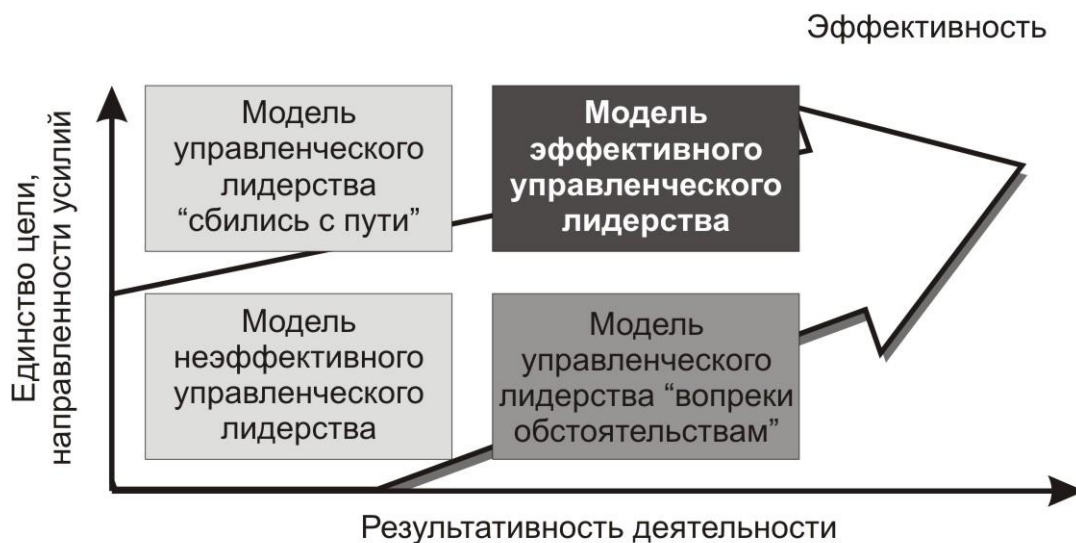 Эффективность
Единство цели,
направленности усилий
Модель
управленческого
лидерства
“сбились с пути”
Модель
эффективного
управленческого
лидерства
Модель
неэффективного
управленческого
лидерства
Модель
управленческого
лидерства “вопреки
обстоятельствам”
Результативность деятельности